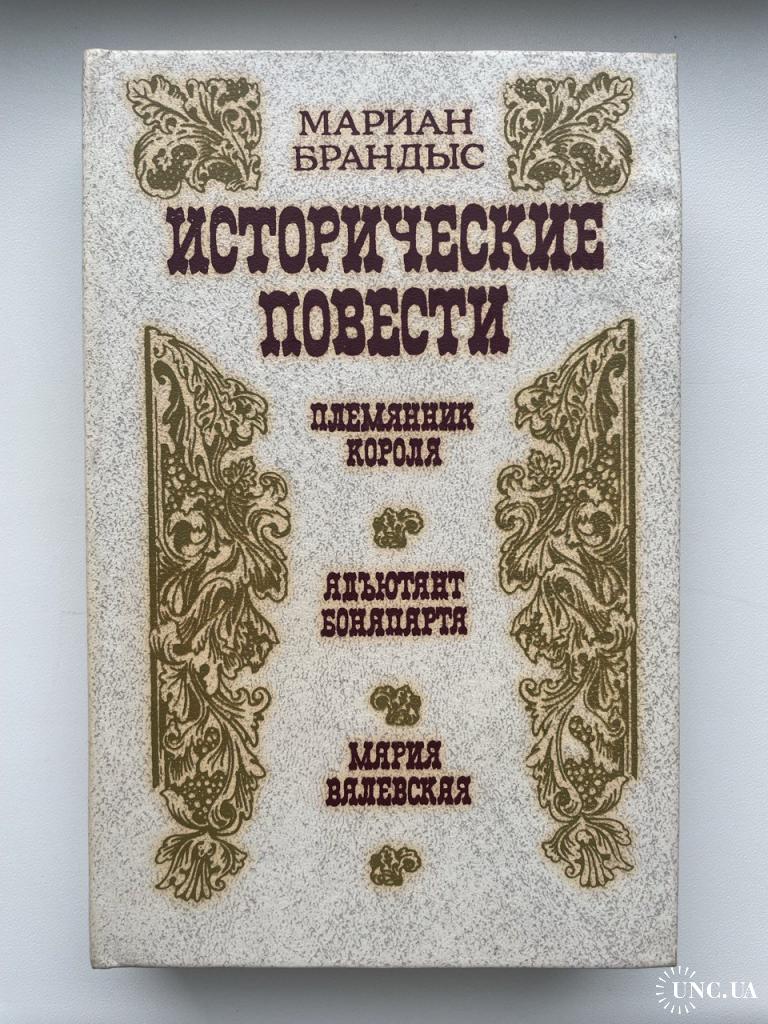 МАРИАН
БРАНДЫС
ИСТОРИЧЕСКИЕ
ПОВЕСТИ
ПЛЕМЯННИК
КОРОЛЯ
АДЪЮТАНТ
БОНАПАРТА
МАРИЯ
ВАЛЕВСКАЯ
UNC.UA